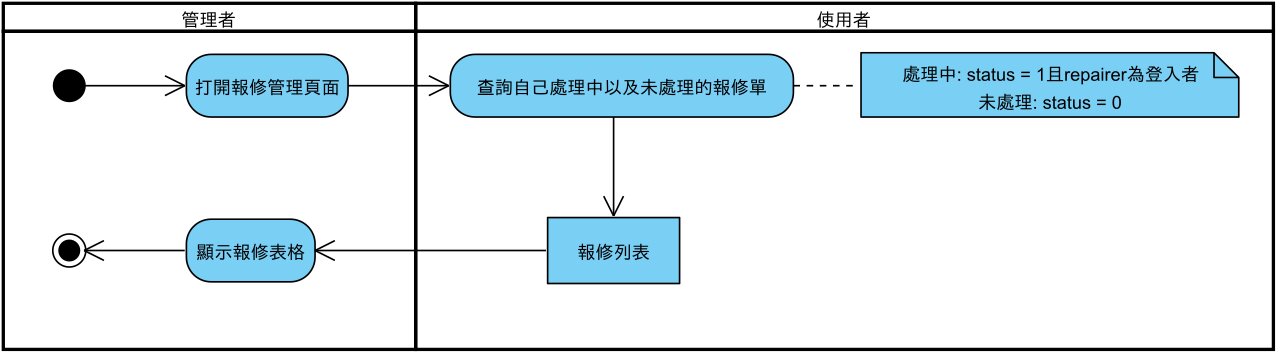 管理者
使用者
打開報修管理頁面
查詢自己處理中以及未處理的報修單
處理中: status = 1且repairer為登入者
未處理: status = 0
顯示報修表格
報修列表